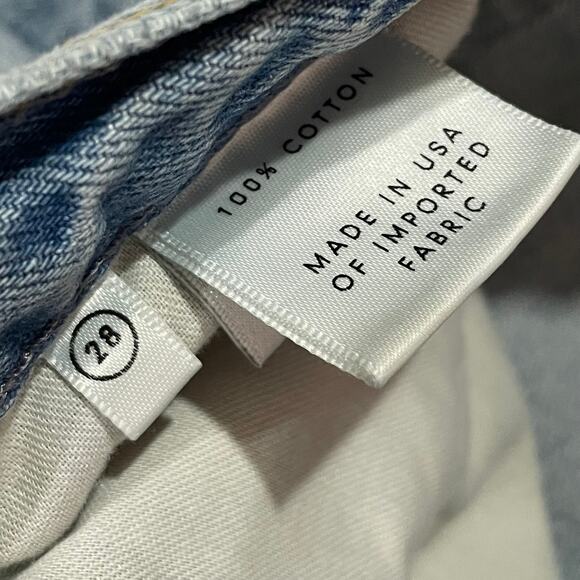 100% COTTON
MADE IN USA
OF IMPORTED
FABRIC
28